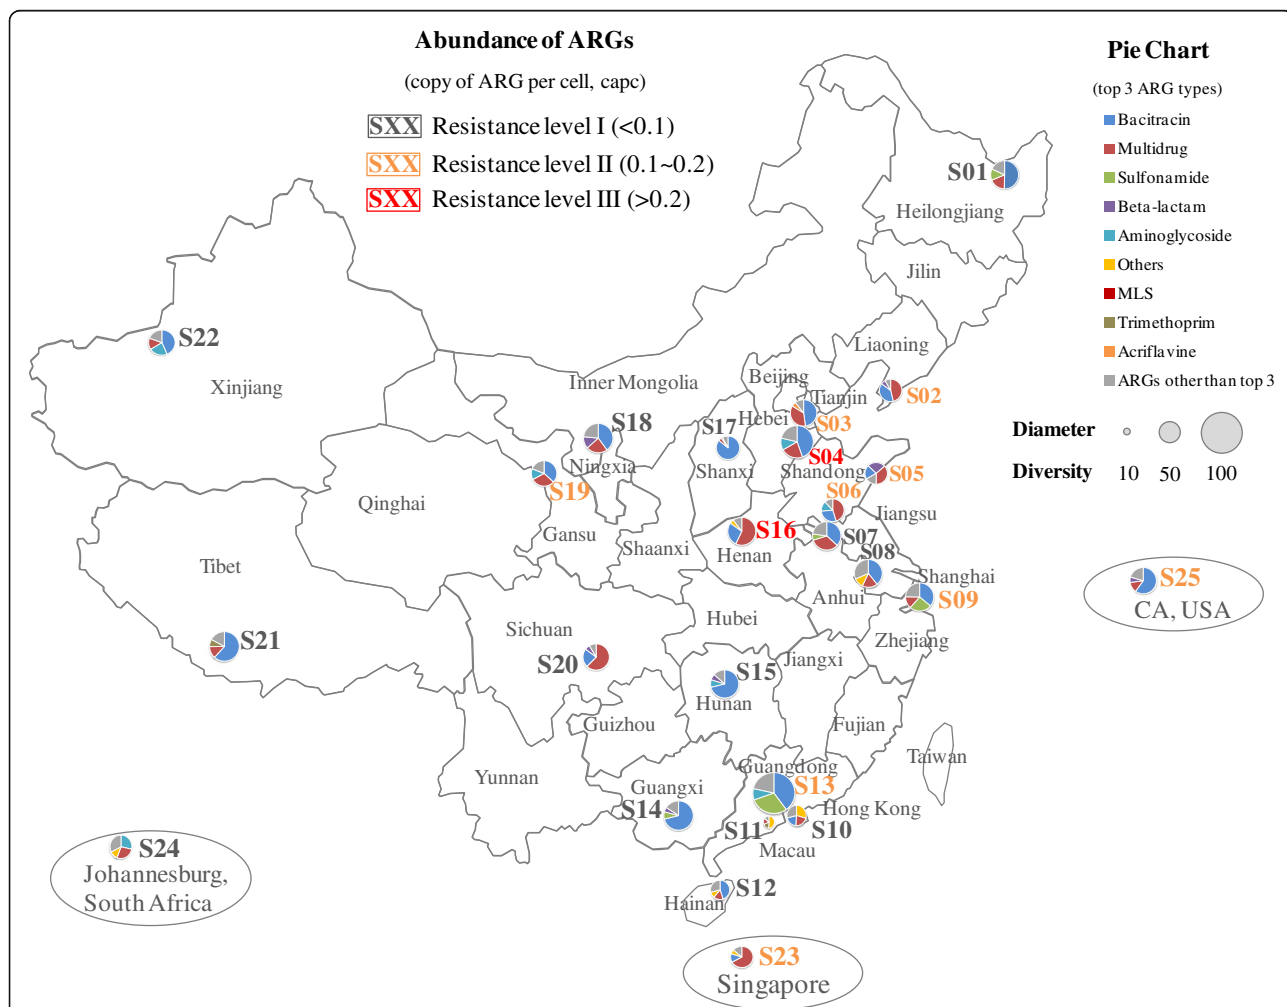 Abundance of ARGs
(copy of ARG per cell, capc)
SXX Resistance level I (<0.1)
SXX Resistance level II (0.1~0.2)
SXX Resistance level III (>0.2)
Pie Chart
(top 3 ARG types)
Bacitracin
Multidrug
Sulfonamide
Beta-lactam
Aminoglycoside
Others
MLS
Trimethoprim
Acriflavine
ARGs other than top 3
Diameter
Diversity 10 50 100
S01
Heilongjiang
Jilin
Liaoning
S22
Xinjiang
Inner Mongolia
Beijing
Tianjin
S02
Hebei
S03
S17
S18
S04
Ningxia
Shanxi
Shandong
S05
S19
S06
Qinghai
Jiangsu
Gansu
S16
S07
Shaanxi
Henan
S08
Tibet
Shanghai
Anhui
S09
S25
CA, USA
Hubei
Sichuan
Zhejiang
S21
S20
Jiangxi
S15
Hunan
Guizhou
Fujian
Taiwan
Yunnan
Guangdong
Guangxi
S13
S14
Hong Kong
S11
S10
Macau
S24
Johannesburg,
South Africa
S12
Hainan
S23
Singapore